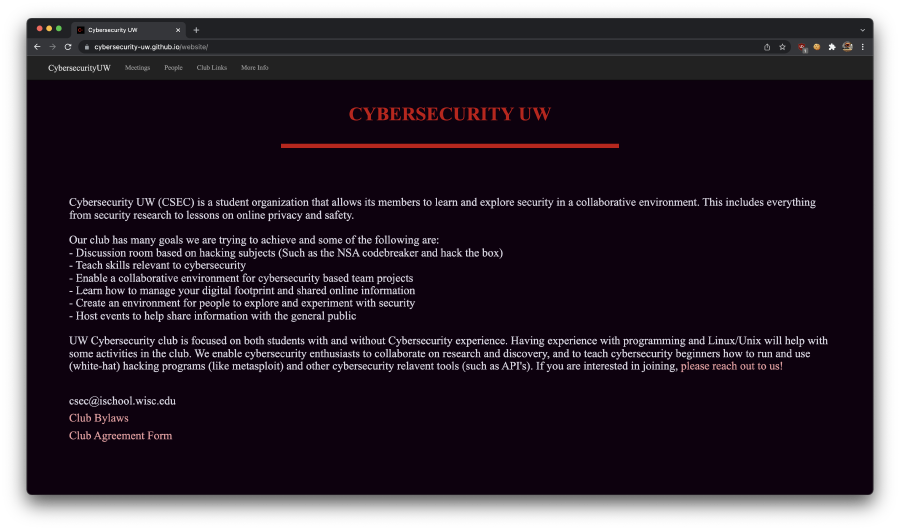 Cybersecurity UW
cybersecurity-uw.github.io/website/
CybersecurityUW Meetings People Club Links More Info
CYBERSECURITY UW
Cybersecurity UW (CSEC) is a student organization that allows its members to learn and explore security in a collaborative environment. This includes everything
from security research to lessons on online privacy and safety.
Our club has many goals we are trying to achieve and some of the following are:
- Discussion room based on hacking subjects (Such as the NSA codebreaker and hack the box)
- Teach skills relevant to cybersecurity
- Enable a collaborative environment for cybersecurity based team projects
- Learn how to manage your digital footprint and shared online information
- Create an environment for people to explore and experiment with security
- Host events to help share information with the general public
UW Cybersecurity club is focused on both students with and without Cybersecurity experience. Having experience with programming and Linux/Unix will help with
some activities in the club. We enable cybersecurity enthusiasts to collaborate on research and discovery, and to teach cybersecurity beginners how to run and use
(white-hat) hacking programs (like metasploit) and other cybersecurity relavent tools (such as API's). If you are interested in joining, please reach out to us!
csec@ischool.wisc.edu
Club Bylaws
Club Agreement Form